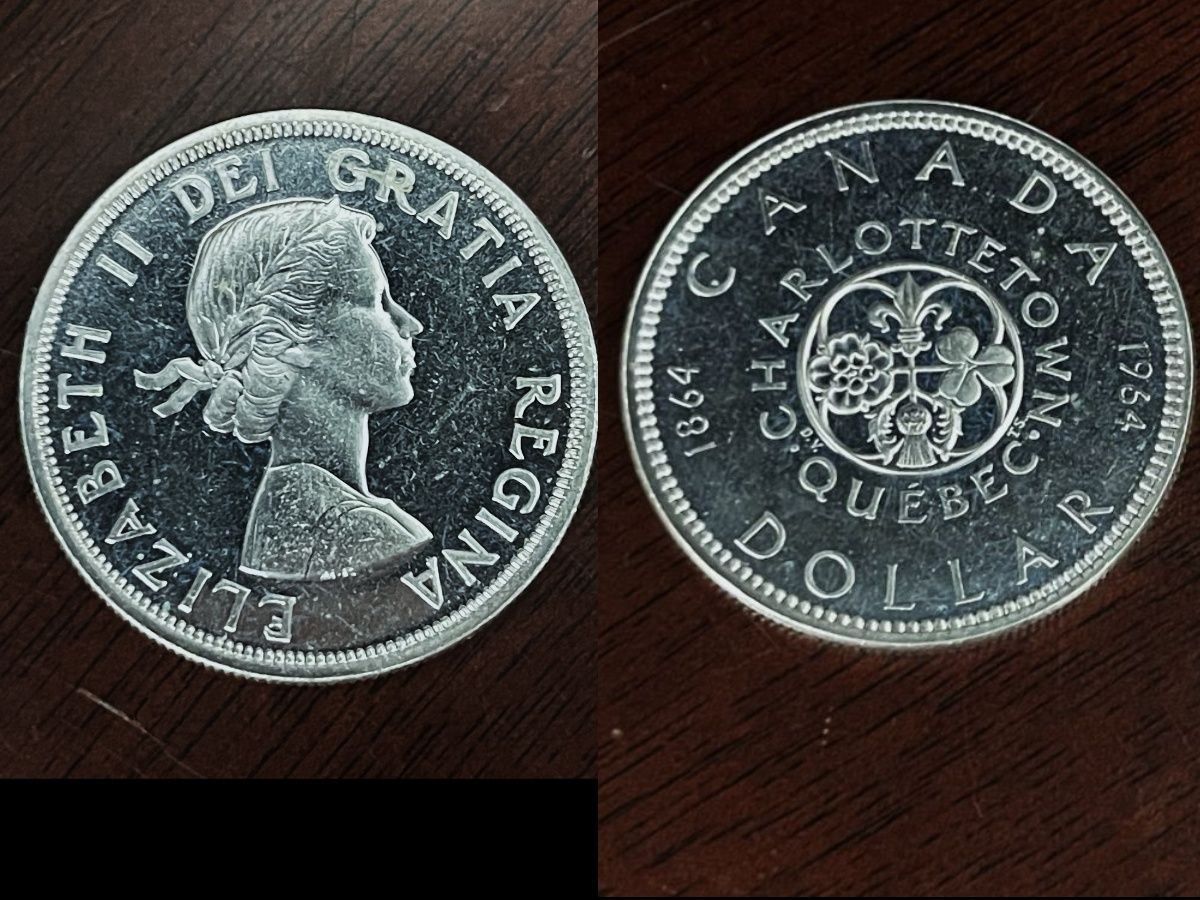 ELIZABETH II DEI GRATIA REGINA
CANADA
1864
CHARLOTTETOWN.
1964
QUÉBEC.
DOLLAR